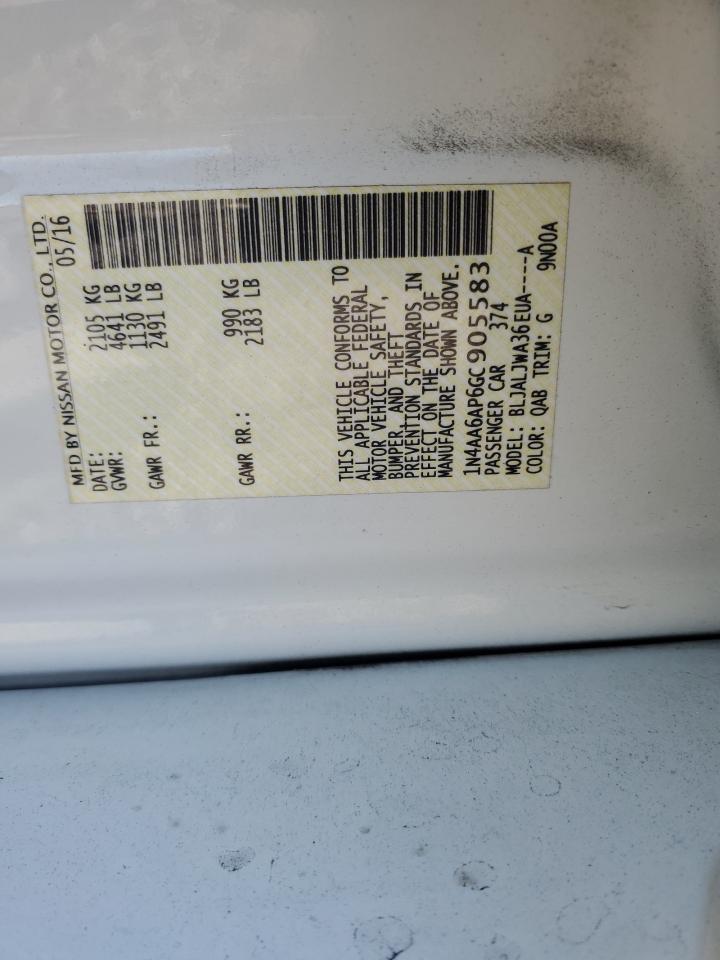 MFD BY NISSAN MOTOR CO., LTD.
DATE: 05/16
GVWR: 2105 KG
4641 LB
GAWR FR.: 1130 KG
2491 LB
GAWR RR.: 990 KG
2183 LB
THIS VEHICLE CONFORMS TO
ALL APPLICABLE FEDERAL
MOTOR VEHICLE SAFETY,
BUMPER, AND THEFT
PREVENTION STANDARDS IN
EFFECT ON THE DATE OF
MANUFACTURE SHOWN ABOVE.
1N4AA6AP6GC905583
PASSENGER CAR 374
MODEL: BLJALJWA36EUA----A
COLOR: QAB TRIM: G 9N00A